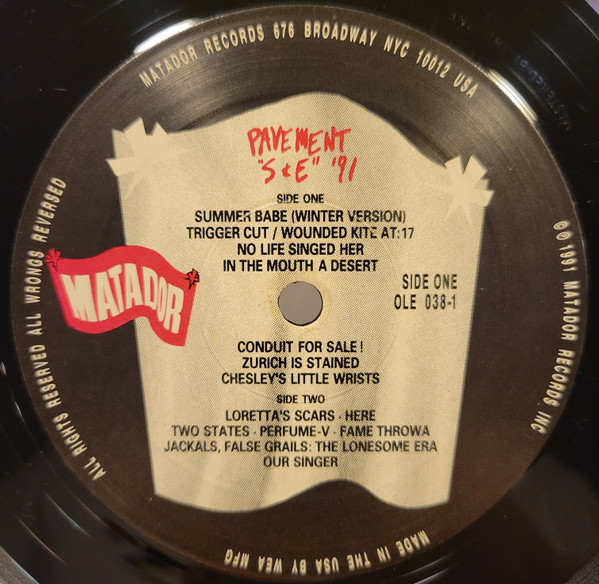 MATADOR RECORDS 676 BROADWAY NYC 10012 USA
PAVEMENT
"S & E" '91
SIDE ONE
SUMMER BABE (WINTER VERSION)
TRIGGER CUT / WOUNDED KITE AT:17
NO LIFE SINGED HER
IN THE MOUTH A DESERT
MATADOR
SIDE ONE
OLE 038-1
CONDUIT FOR SALE!
ZURICH IS STAINED
CHESLEY'S LITTLE WRISTS
SIDE TWO
LORETTA'S SCARS · HERE
TWO STATES · PERFUME-V · FAME THROWA
JACKALS, FALSE GRAILS: THE LONESOME ERA
OUR SINGER
ALL RIGHTS RESERVED ALL WRONGS REVERSED
℗ © 1991 MATADOR RECORDS INC
MADE IN THE USA BY WEA MFG